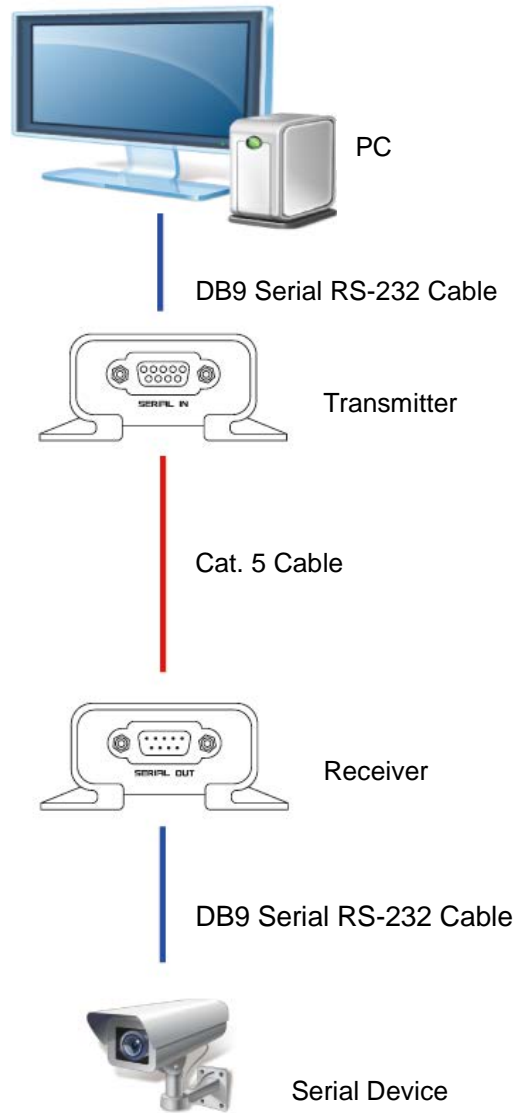 PC
DB9 Serial RS-232 Cable
SERIAL IN
Transmitter
Cat. 5 Cable
SERIAL OUT
Receiver
DB9 Serial RS-232 Cable
Serial Device